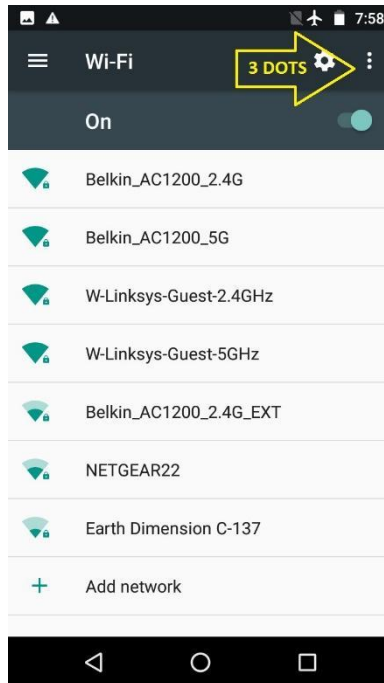 7:58
Wi-Fi
3 DOTS
On
Belkin_AC1200_2.4G
Belkin_AC1200_5G
W-Linksys-Guest-2.4GHz
W-Linksys-Guest-5GHz
Belkin_AC1200_2.4G_EXT
NETGEAR22
Earth Dimension C-137
Add network